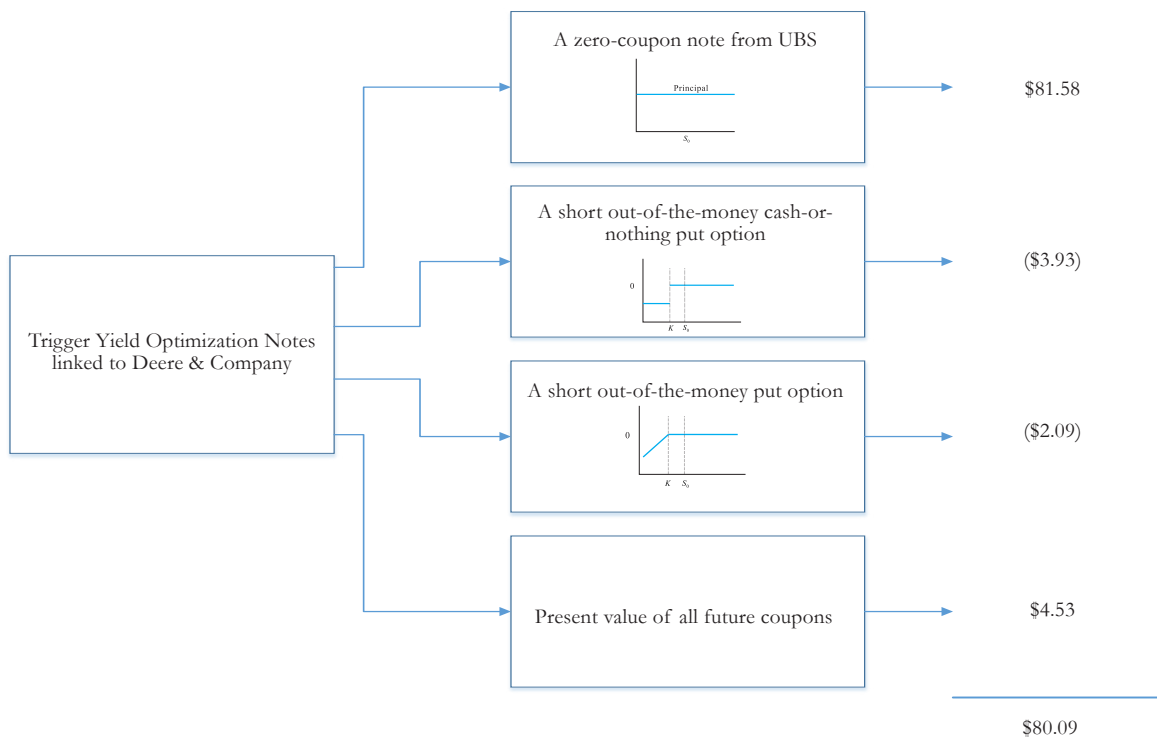 A zero-coupon note from UBS
Principal
S₀
$81.58
A short out-of-the-money cash-or-
nothing put option
0
K S₀
($3.93)
Trigger Yield Optimization Notes
linked to Deere & Company
A short out-of-the-money put option
0
K S₀
($2.09)
Present value of all future coupons
$4.53
$80.09